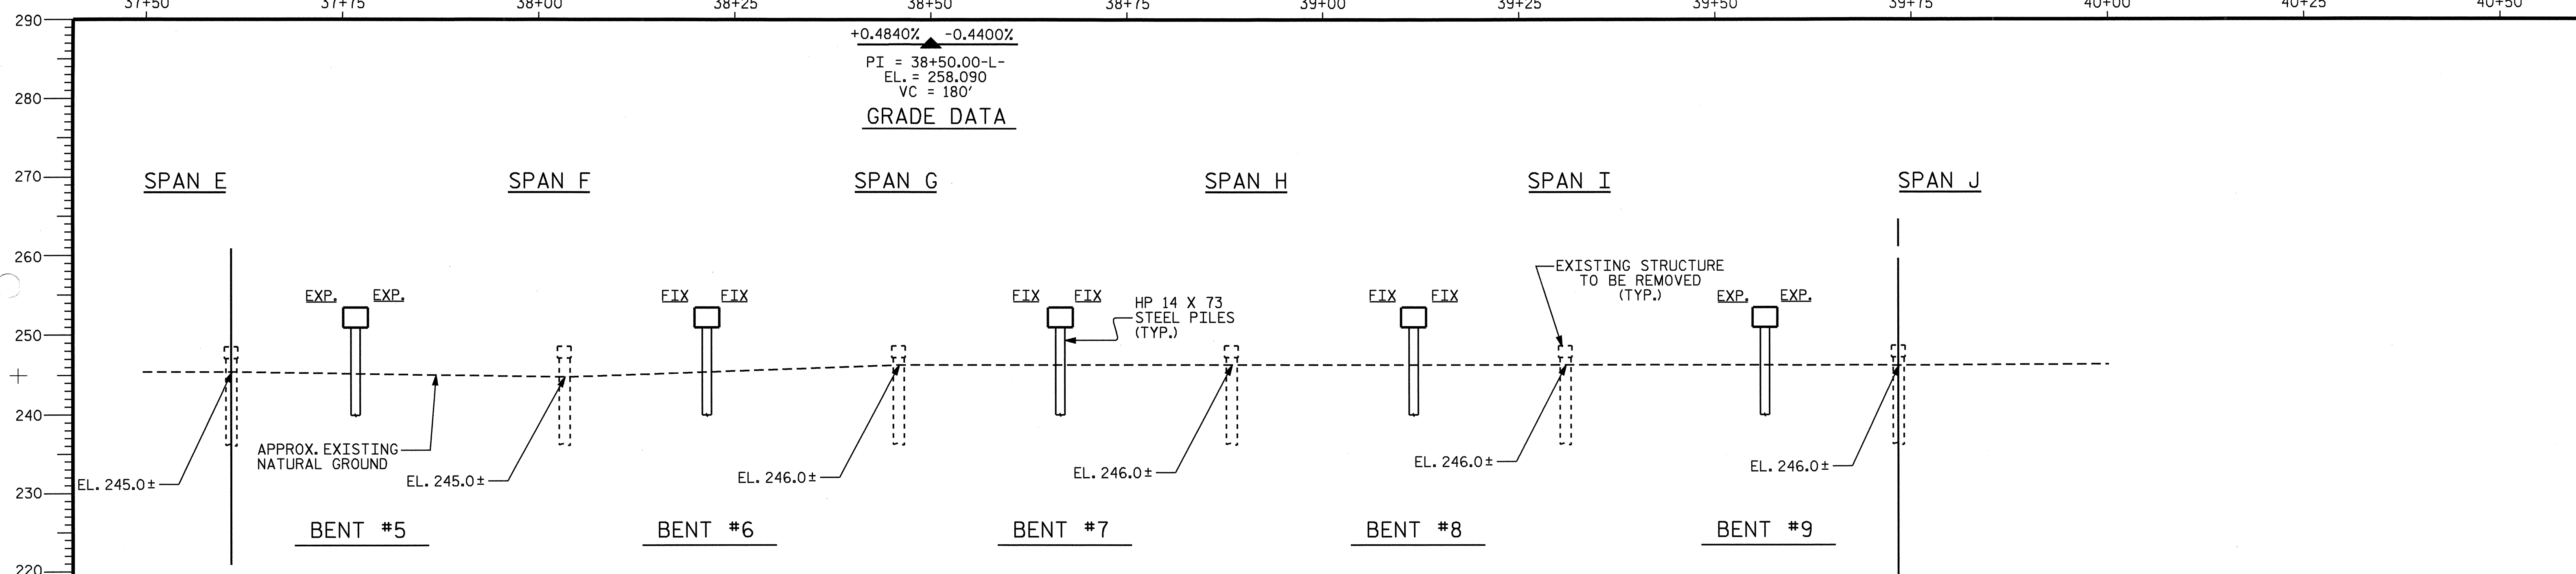 37+50 37+75 38+00 38+25 38+50 38+75 39+00 39+25 39+50 39+75 40+00 40+25 40+50
290
+0.4840% -0.4400%
PI = 38+50.00-L-
EL. = 258.090
VC = 180'
GRADE DATA
280
270
SPAN E SPAN F SPAN G SPAN H SPAN I SPAN J
260
EXISTING STRUCTURE
TO BE REMOVED
(TYP.)
EXP. EXP. FIX FIX FIX FIX FIX FIX EXP. EXP.
HP 14 X 73
STEEL PILES
(TYP.)
250
240
APPROX. EXISTING
NATURAL GROUND
EL. 245.0± EL. 245.0± EL. 246.0± EL. 246.0± EL. 246.0± EL. 246.0±
230
BENT #5 BENT #6 BENT #7 BENT #8 BENT #9
220